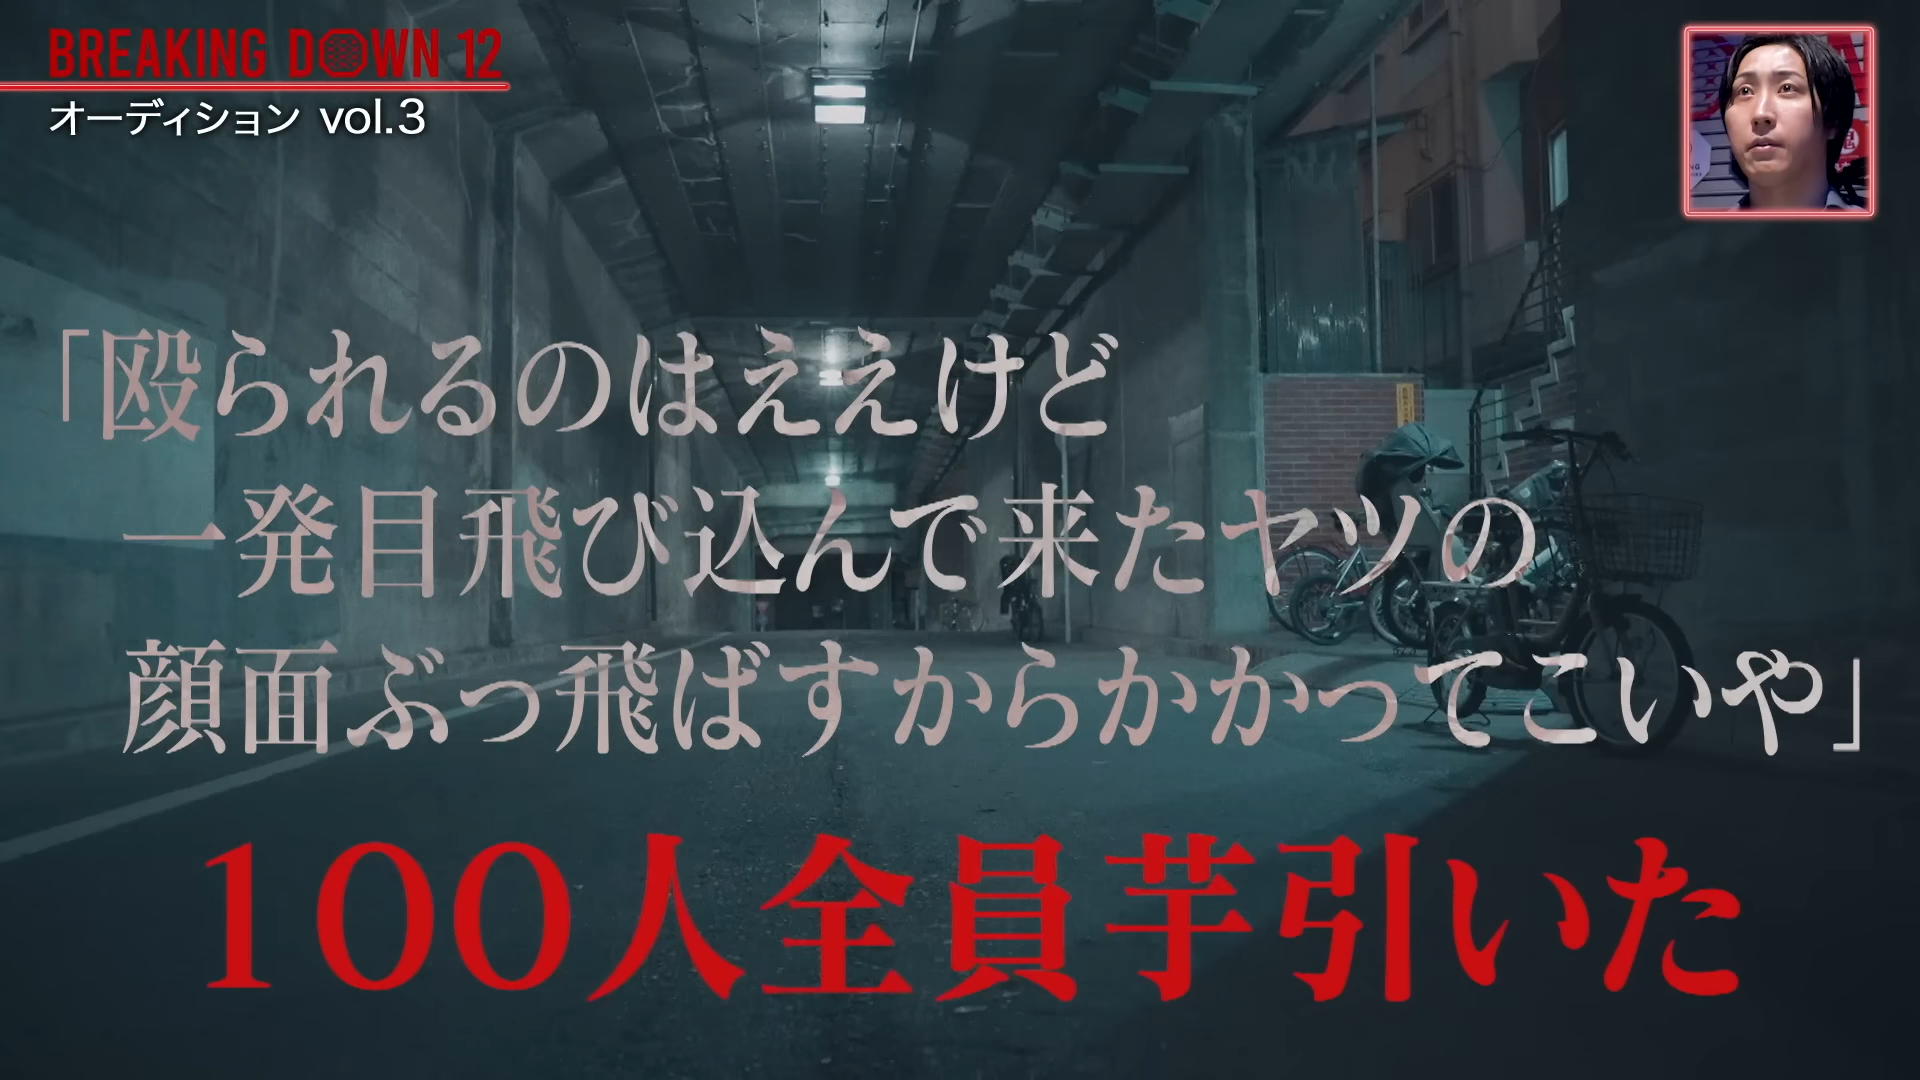 BREAKING DOWN 12
オーディション vol.3
「殴られるのはええけど
一発目飛び込んで来たヤツの
顔面ぶっ飛ばすからかかってこいや」
100人全員芋引いた